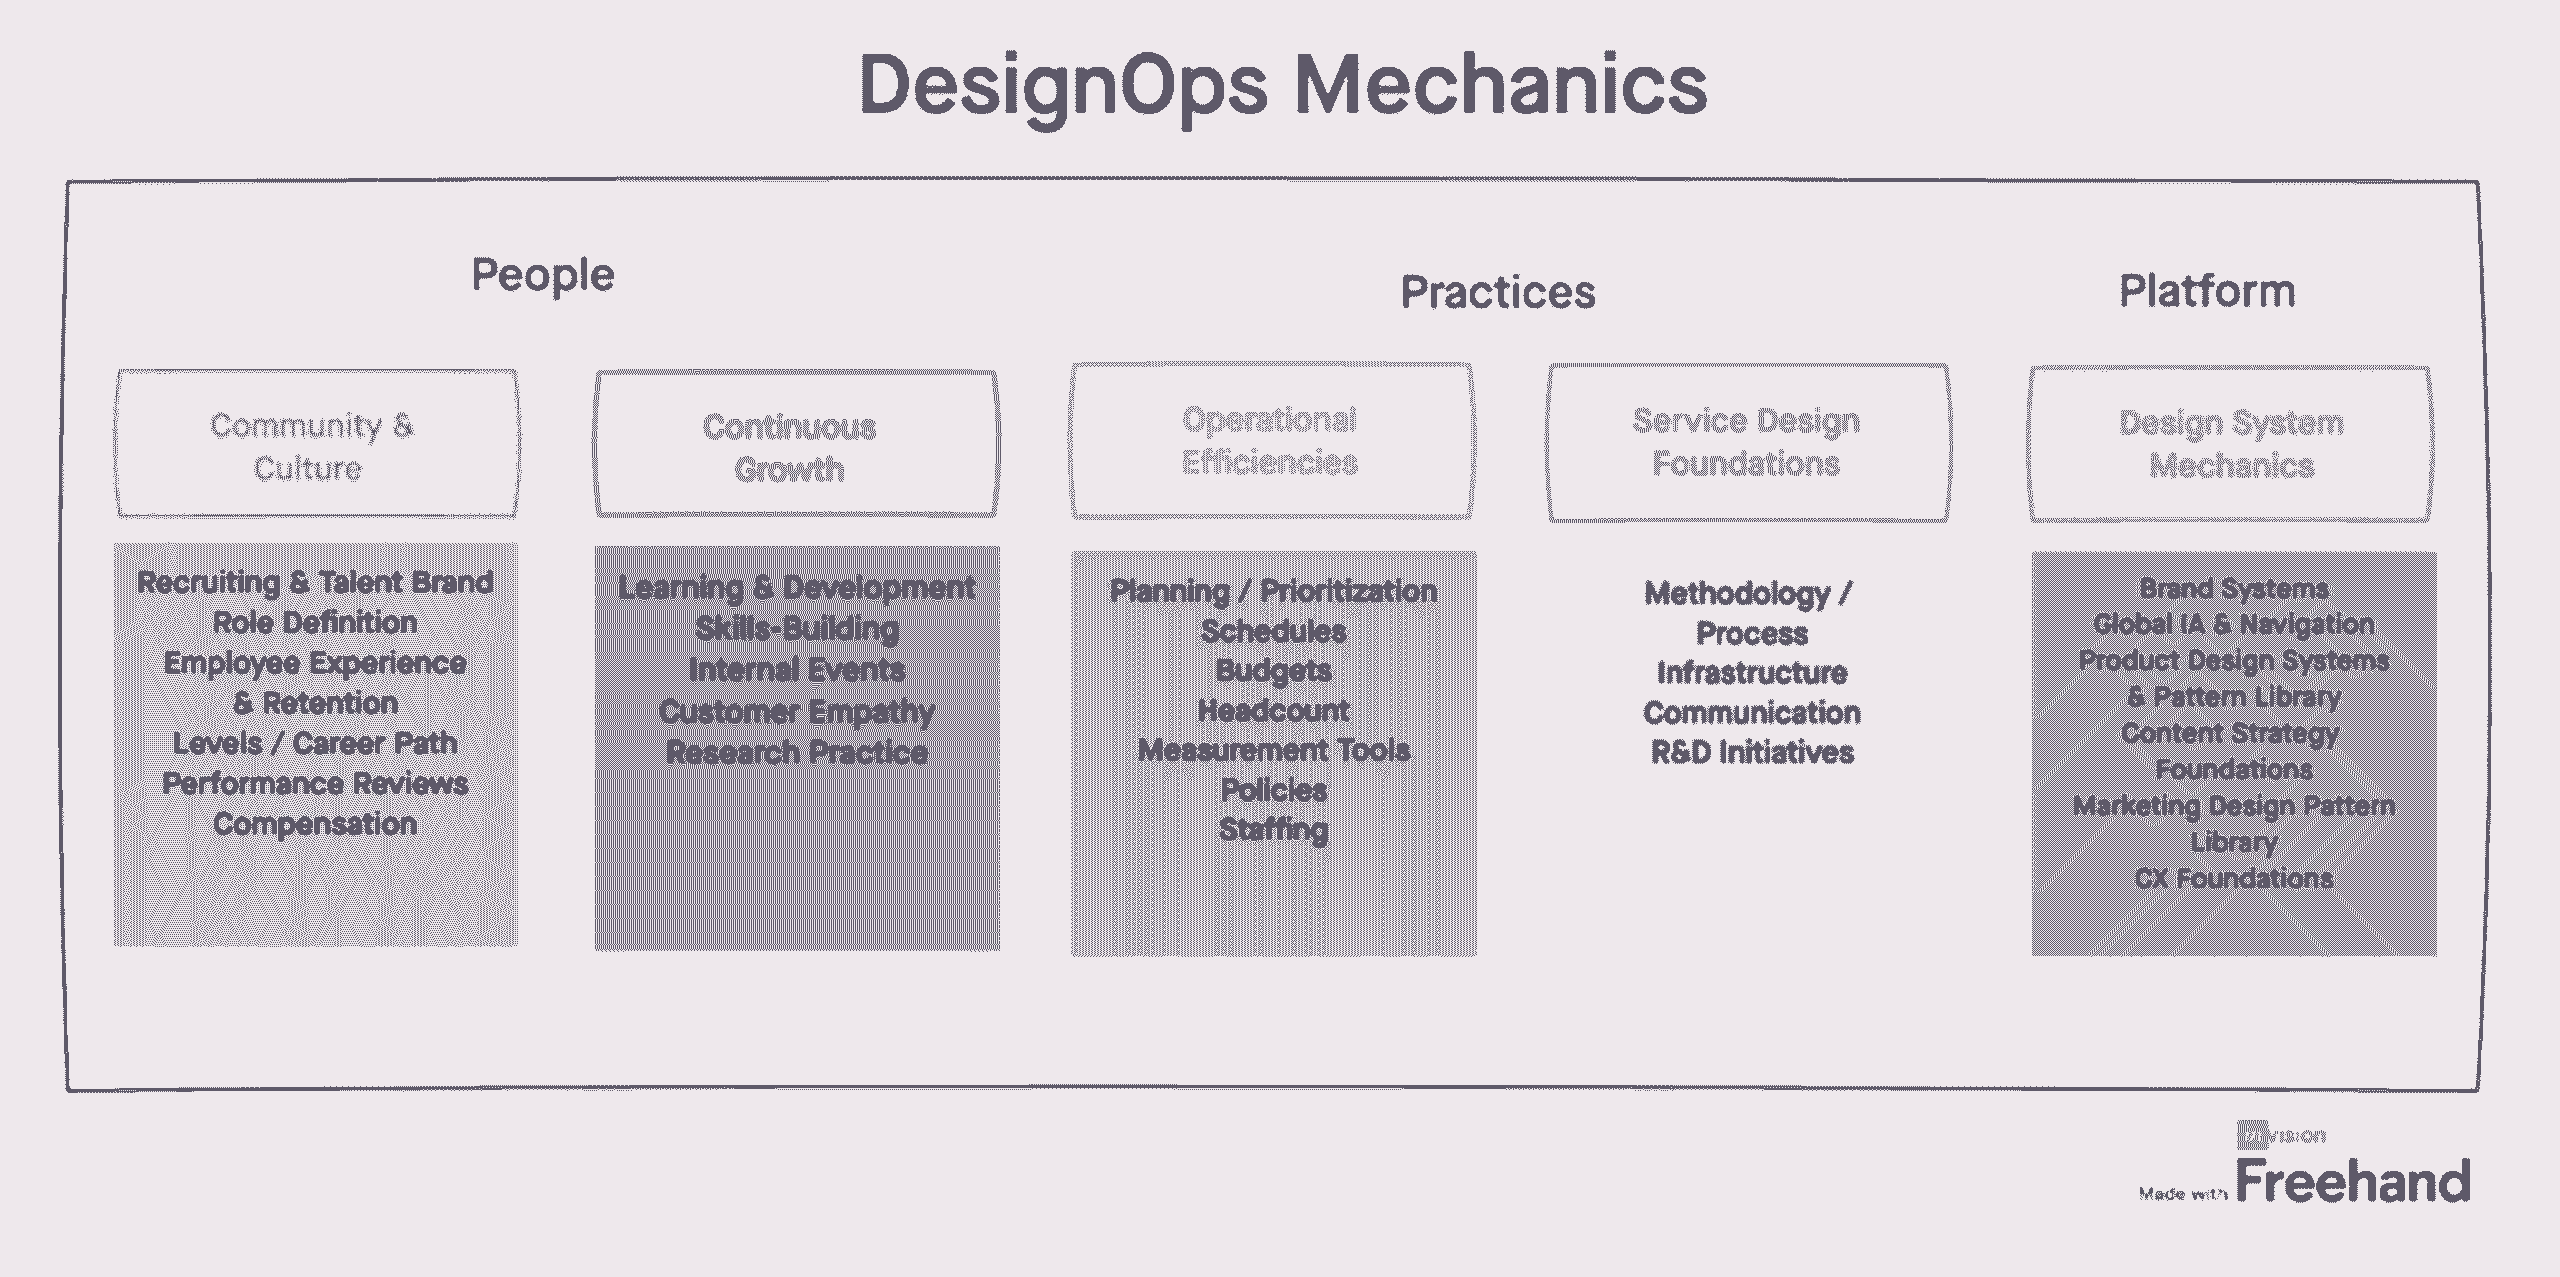 DesignOps Mechanics
People
Practices
Platform
Community &
Culture
Continuous
Growth
Operational
Efficiencies
Service Design
Foundations
Design System
Mechanics
Recruiting & Talent Brand
Role Definition
Employee Experience
& Retention
Levels / Career Path
Performance Reviews
Compensation
Learning & Development
Skills-Building
Internal Events
Customer Empathy
Research Practice
Planning / Prioritization
Schedules
Budgets
Headcount
Measurement Tools
Policies
Staffing
Methodology /
Process
Infrastructure
Communication
R&D Initiatives
Brand Systems
Global IA & Navigation
Product Design Systems
& Pattern Library
Content Strategy
Foundations
Marketing Design Pattern
Library
CX Foundations
InVision
Made with Freehand